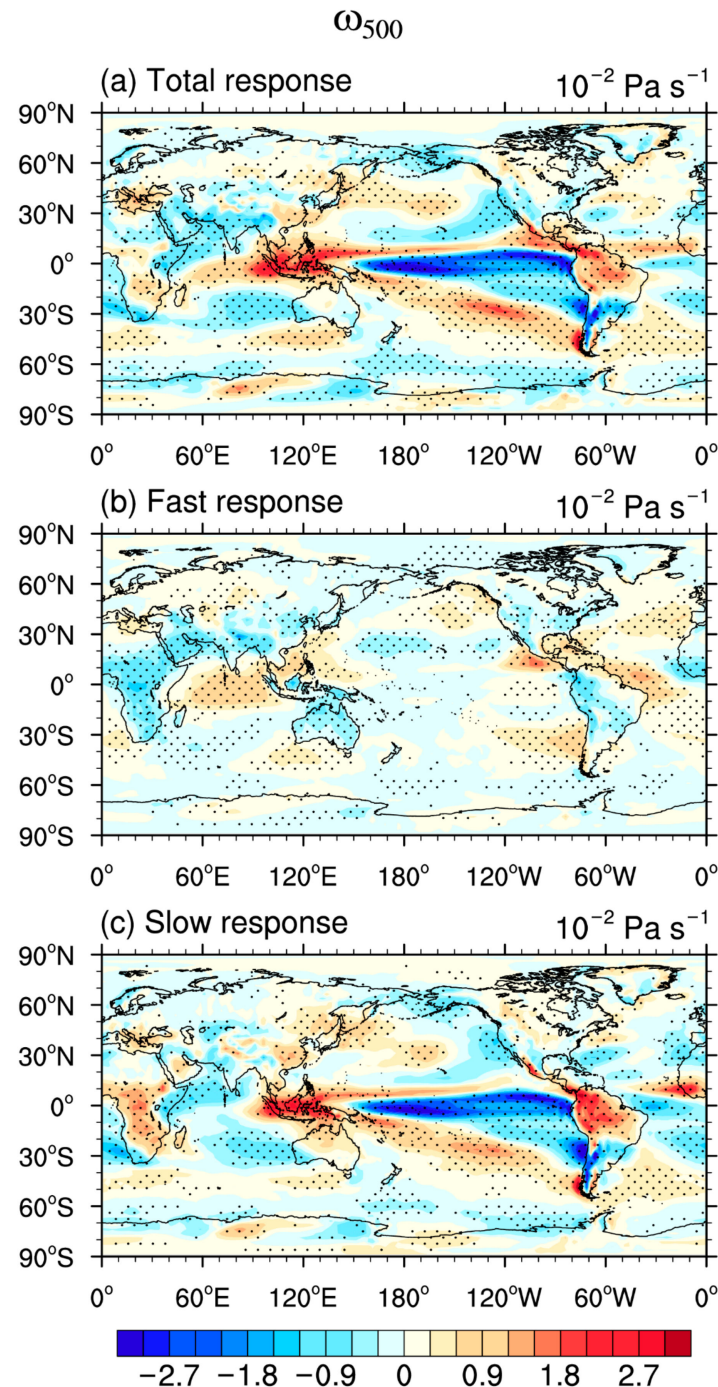 ω500
(a) Total response 10−2 Pa s−1
90°N
60°N
30°N
0°
30°S
60°S
90°S
0° 60°E 120°E 180° 120°W 60°W 0°
(b) Fast response 10−2 Pa s−1
90°N
60°N
30°N
0°
30°S
60°S
90°S
0° 60°E 120°E 180° 120°W 60°W 0°
(c) Slow response 10−2 Pa s−1
90°N
60°N
30°N
0°
30°S
60°S
90°S
0° 60°E 120°E 180° 120°W 60°W 0°
−2.7 −1.8 −0.9 0 0.9 1.8 2.7